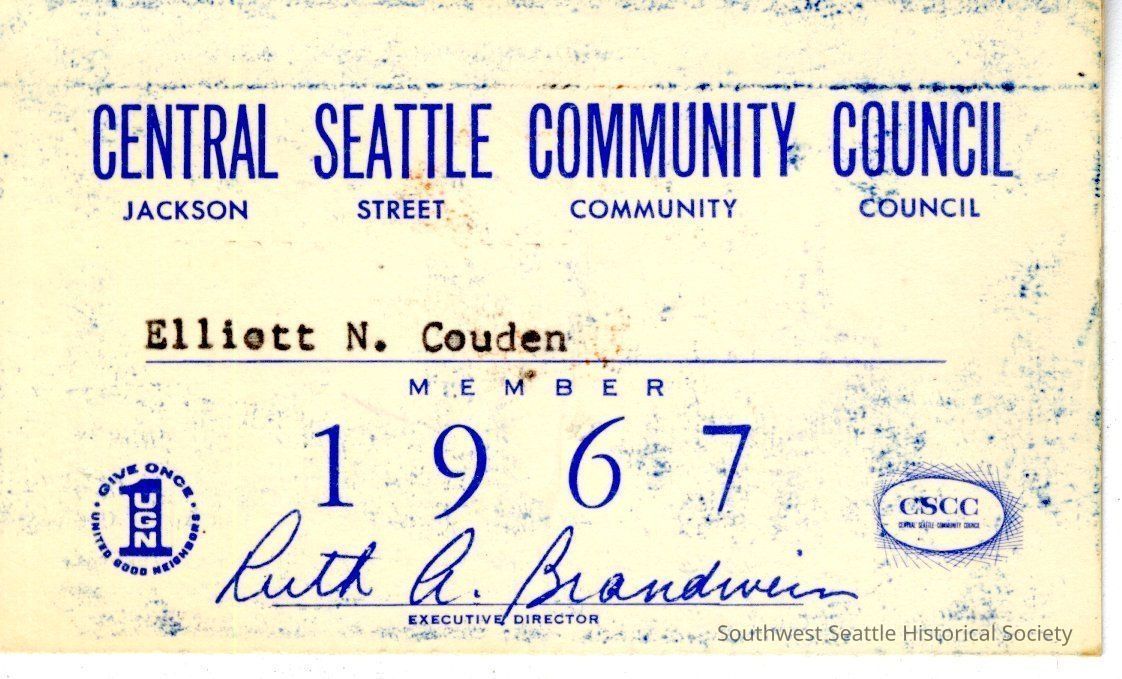 CENTRAL SEATTLE COMMUNITY COUNCIL
JACKSON STREET COMMUNITY COUNCIL
Elliott N. Couden
MEMBER
1967
GIVE ONCE
1
UGN
UNITED GOOD NEIGHBORS
CSCC
CENTRAL SEATTLE COMMUNITY COUNCIL
Ruth A. Brandwein
EXECUTIVE DIRECTOR
Southwest Seattle Historical Society